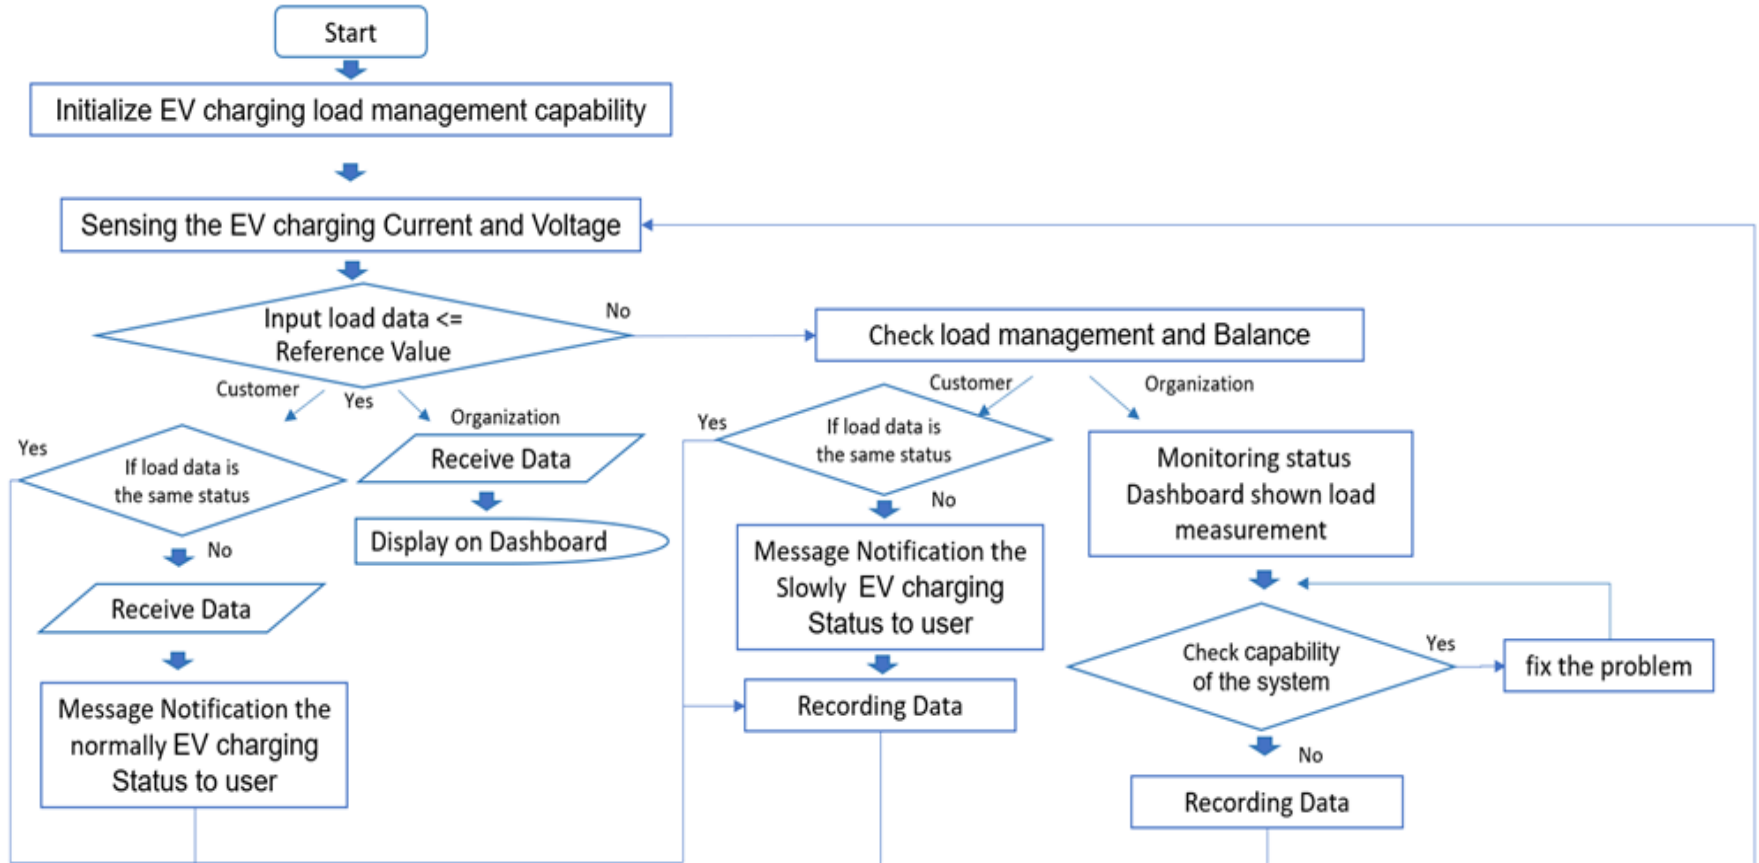 Start
Initialize EV charging load management capability
Sensing the EV charging Current and Voltage
Input load data <=
Reference Value
No
Check load management and Balance
Customer
Yes
Organization
Customer
Organization
Yes
If load data is
the same status
No
Receive Data
Display on Dashboard
Receive Data
Message Notification the
normally EV charging
Status to user
Yes
If load data is
the same status
No
Message Notification the
Slowly EV charging
Status to user
Recording Data
Monitoring status
Dashboard shown load
measurement
Check capability
of the system
Yes
fix the problem
No
Recording Data